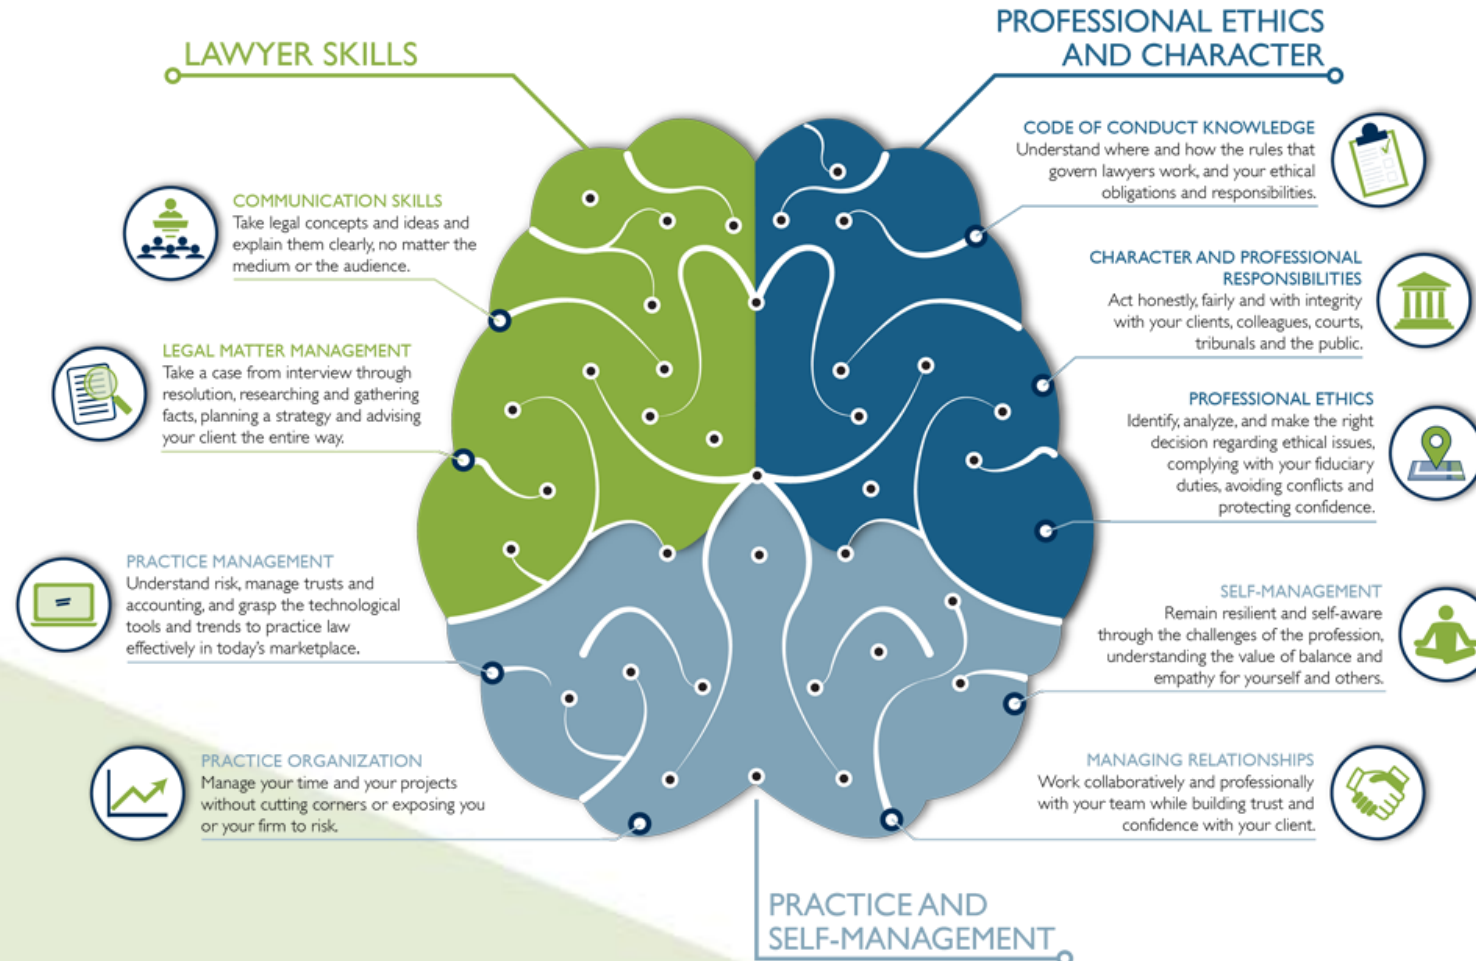 LAWYER SKILLS
COMMUNICATION SKILLS
Take legal concepts and ideas and
explain them clearly, no matter the
medium or the audience.
LEGAL MATTER MANAGEMENT
Take a case from interview through
resolution, researching and gathering
facts, planning a strategy and advising
your client the entire way.
PRACTICE MANAGEMENT
Understand risk, manage trusts and
accounting, and grasp the technological
tools and trends to practice law
effectively in today's marketplace.
PRACTICE ORGANIZATION
Manage your time and your projects
without cutting corners or exposing you
or your firm to risk.
PROFESSIONAL ETHICS
AND CHARACTER
CODE OF CONDUCT KNOWLEDGE
Understand where and how the rules that
govern lawyers work, and your ethical
obligations and responsibilities.
CHARACTER AND PROFESSIONAL
RESPONSIBILITIES
Act honestly, fairly and with integrity
with your clients, colleagues, courts,
tribunals and the public.
PROFESSIONAL ETHICS
Identify, analyze, and make the right
decision regarding ethical issues,
complying with your fiduciary
duties, avoiding conflicts and
protecting confidence.
SELF-MANAGEMENT
Remain resilient and self-aware
through the challenges of the profession,
understanding the value of balance and
empathy for yourself and others.
MANAGING RELATIONSHIPS
Work collaboratively and professionally
with your team while building trust and
confidence with your client.
PRACTICE AND
SELF-MANAGEMENT